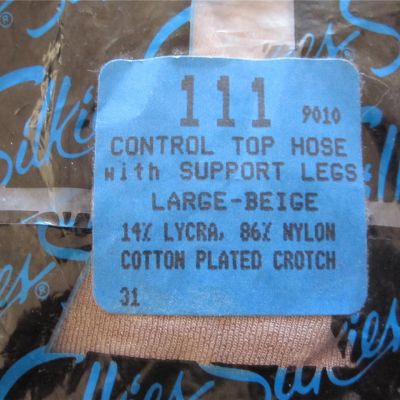 111 9010
CONTROL TOP HOSE
with SUPPORT LEGS
LARGE-BEIGE
14% LYCRA, 86% NYLON
COTTON PLATED CROTCH
31
Silkies
®
®
Silkies
Silkies
®